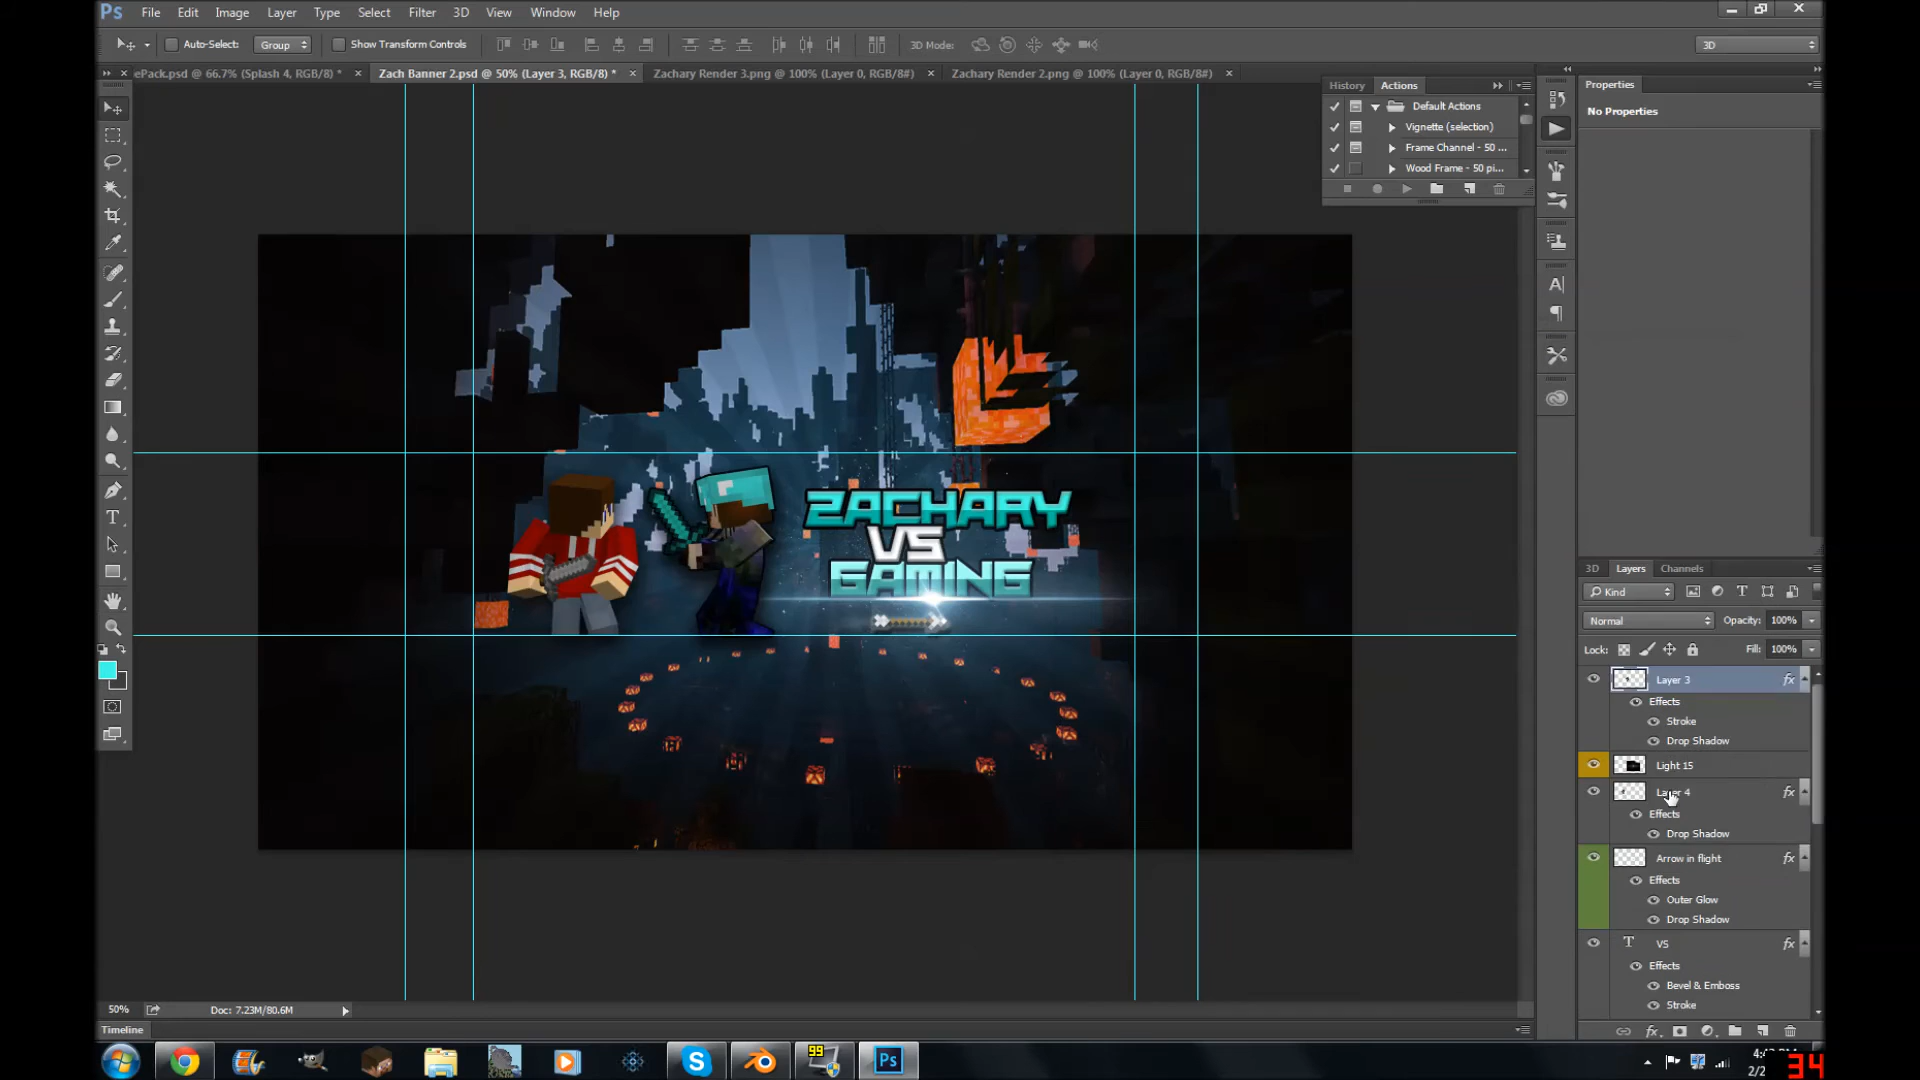 Ps File Edit Image Layer Type Select Filter 3D View Window Help
Auto-Select: Group Show Transform Controls 3D Mode: 3D
ePack.psd @ 66.7% (Splash 4, RGB/8) * × Zach Banner 2.psd @ 50% (Layer 3, RGB/8) * × Zachary Render 3.png @ 100% (Layer 0, RGB/8#) × Zachary Render 2.png @ 100% (Layer 0, RGB/8#) ×
History Actions
Default Actions
Vignette (selection)
Frame Channel - 50 ...
Wood Frame - 50 pi...
Properties
No Properties
ZACHARY
VS
GAMING
3D Layers Channels
Kind
Normal Opacity: 100%
Lock: Fill: 100%
Layer 3 fx
Effects
Stroke
Drop Shadow
Light 15
Layer 4 fx
Effects
Drop Shadow
Arrow in flight fx
Effects
Outer Glow
Drop Shadow
T VS fx
Effects
Bevel & Emboss
Stroke
50% Doc: 7.23M/80.6M
Timeline
99
Ps
34